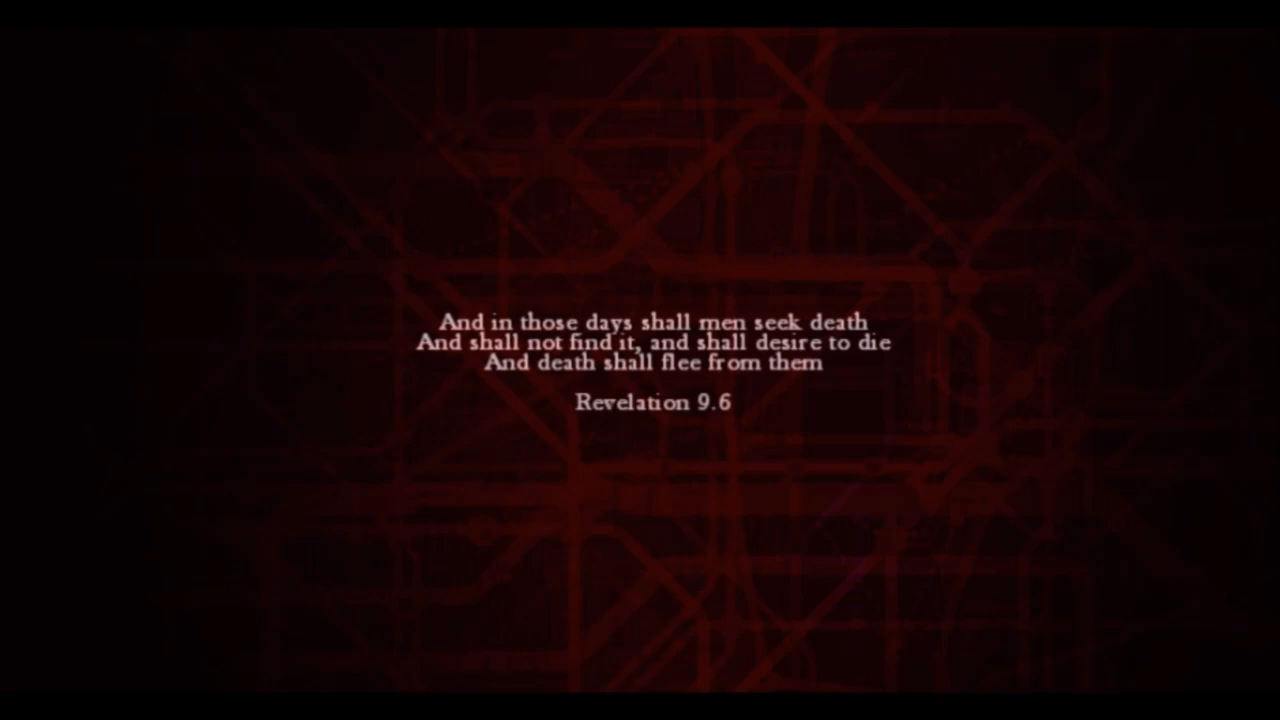 And in those days shall men seek death
And shall not find it, and shall desire to die
And death shall flee from them
Revelation 9.6